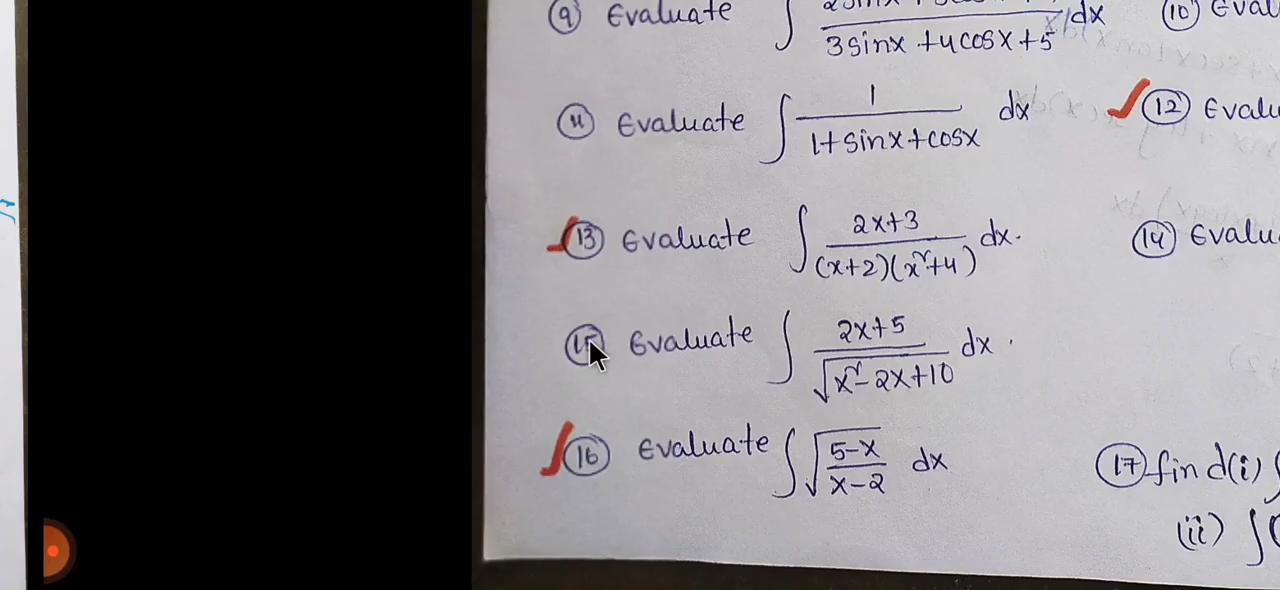 ⑨ Evaluate ∫ /3sinx +4cosx+5 dx ⑩ Eval
⑪ Evaluate ∫ 1/1+sinx+cosx dx ⑫ Evalu
⑬ Evaluate ∫ 2x+3/(x+2)(x²+4) dx. ⑭ Evalu
⑮ Evaluate ∫ 2x+5/√x²-2x+10 dx.
⑯ Evaluate ∫ √5-x/x-2 dx ⑰ find (i) ∫
(ii) ∫(